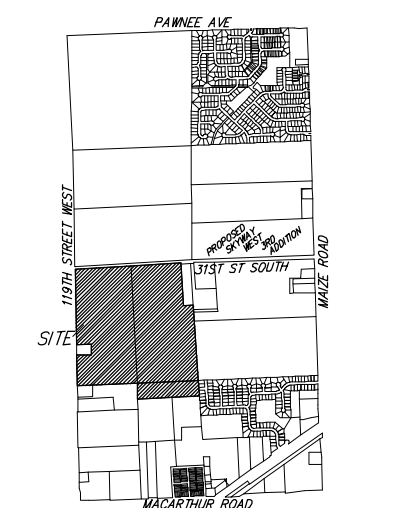 PAWNEE AVE
119TH STREET WEST
PROPOSED
SKYWAY
WEST 3RD
ADDITION
31ST ST SOUTH
MAIZE ROAD
SITE
MACARTHUR ROAD